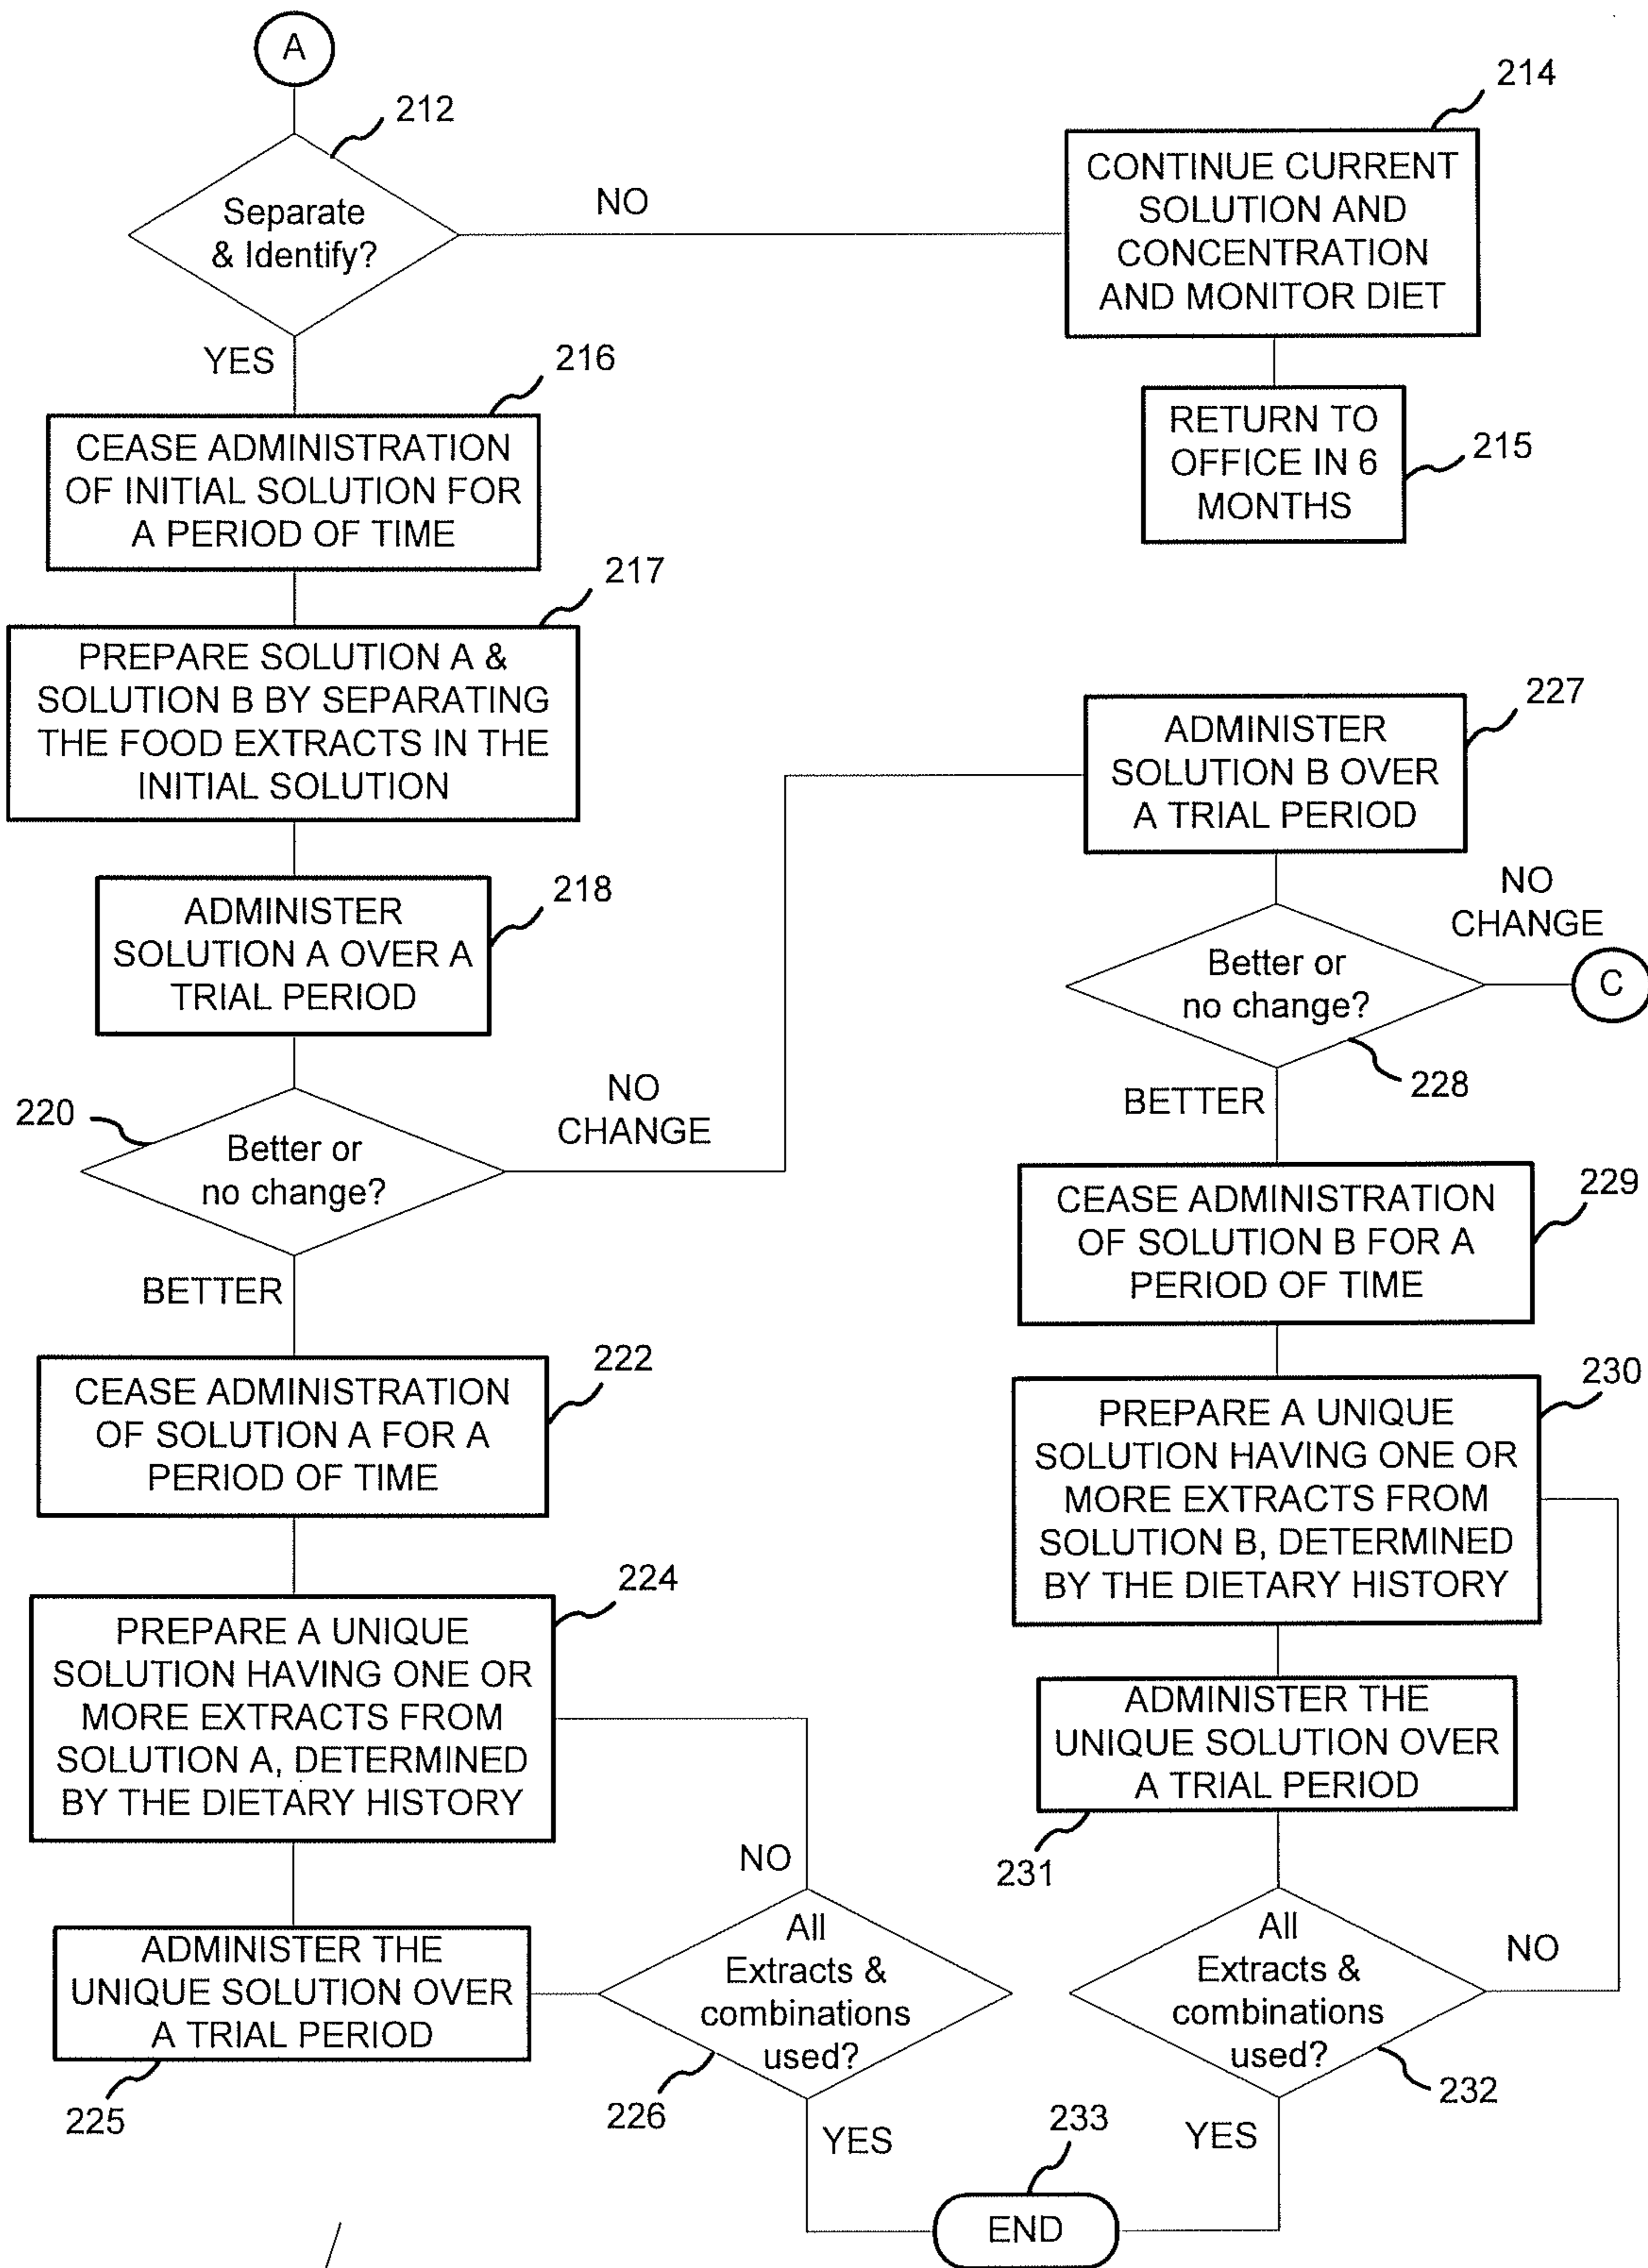 A
212
Separate
& Identify?
NO
YES
214
CONTINUE CURRENT
SOLUTION AND
CONCENTRATION
AND MONITOR DIET
215
RETURN TO
OFFICE IN 6
MONTHS
216
CEASE ADMINISTRATION
OF INITIAL SOLUTION FOR
A PERIOD OF TIME
217
PREPARE SOLUTION A &
SOLUTION B BY SEPARATING
THE FOOD EXTRACTS IN THE
INITIAL SOLUTION
218
ADMINISTER
SOLUTION A OVER A
TRIAL PERIOD
220
Better or
no change?
NO
CHANGE
BETTER
222
CEASE ADMINISTRATION
OF SOLUTION A FOR A
PERIOD OF TIME
224
PREPARE A UNIQUE
SOLUTION HAVING ONE OR
MORE EXTRACTS FROM
SOLUTION A, DETERMINED
BY THE DIETARY HISTORY
225
ADMINISTER THE
UNIQUE SOLUTION OVER
A TRIAL PERIOD
NO
All
Extracts &
combinations
used?
226
YES
227
ADMINISTER
SOLUTION B OVER
A TRIAL PERIOD
NO
CHANGE
Better or
no change?
C
228
BETTER
229
CEASE ADMINISTRATION
OF SOLUTION B FOR A
PERIOD OF TIME
230
PREPARE A UNIQUE
SOLUTION HAVING ONE OR
MORE EXTRACTS FROM
SOLUTION B, DETERMINED
BY THE DIETARY HISTORY
ADMINISTER THE
UNIQUE SOLUTION OVER
A TRIAL PERIOD
231
All
Extracts &
combinations
used?
NO
232
YES
233
END